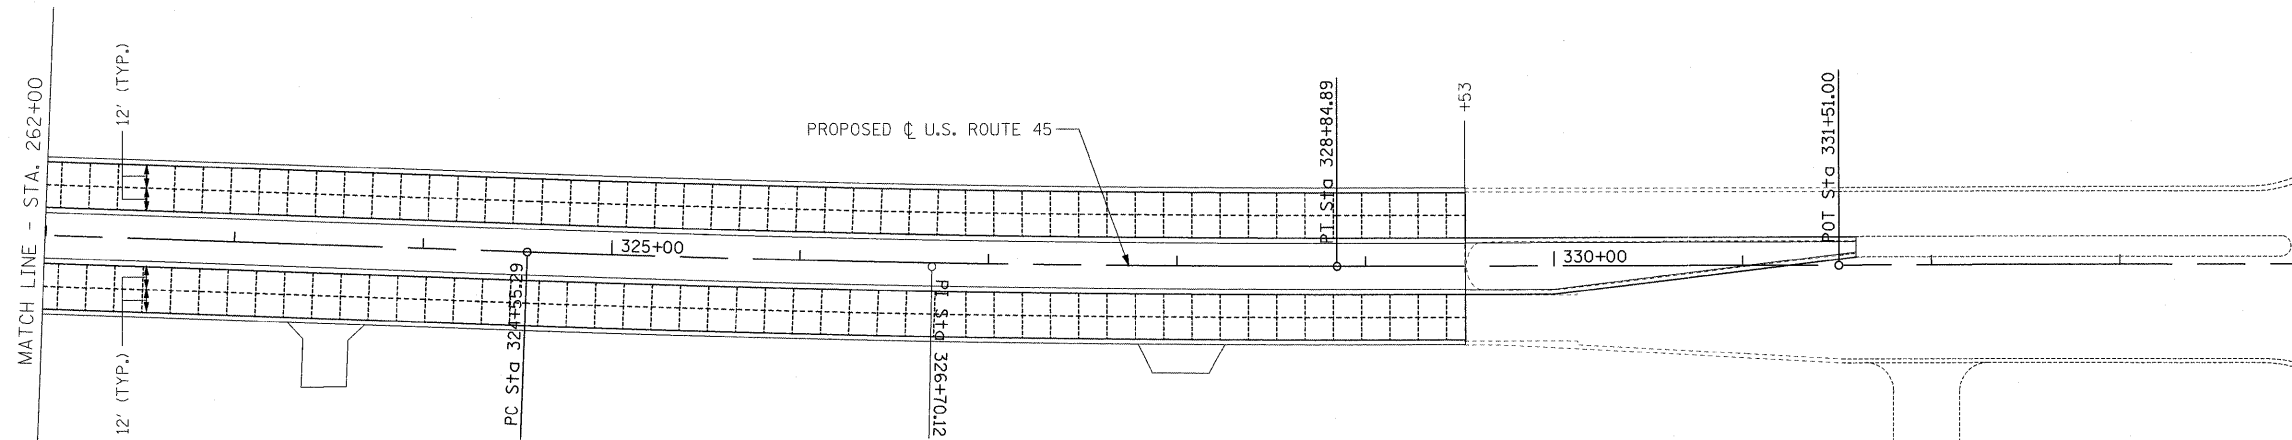 MATCH LINE - STA. 262+00
12' (TYP.)
12' (TYP.)
PC Sta 324+55.29
325+00
PROPOSED ℄ U.S. ROUTE 45
PI Sta 326+70.12
PT Sta 328+84.89
+53
330+00
POT Sta 331+51.00